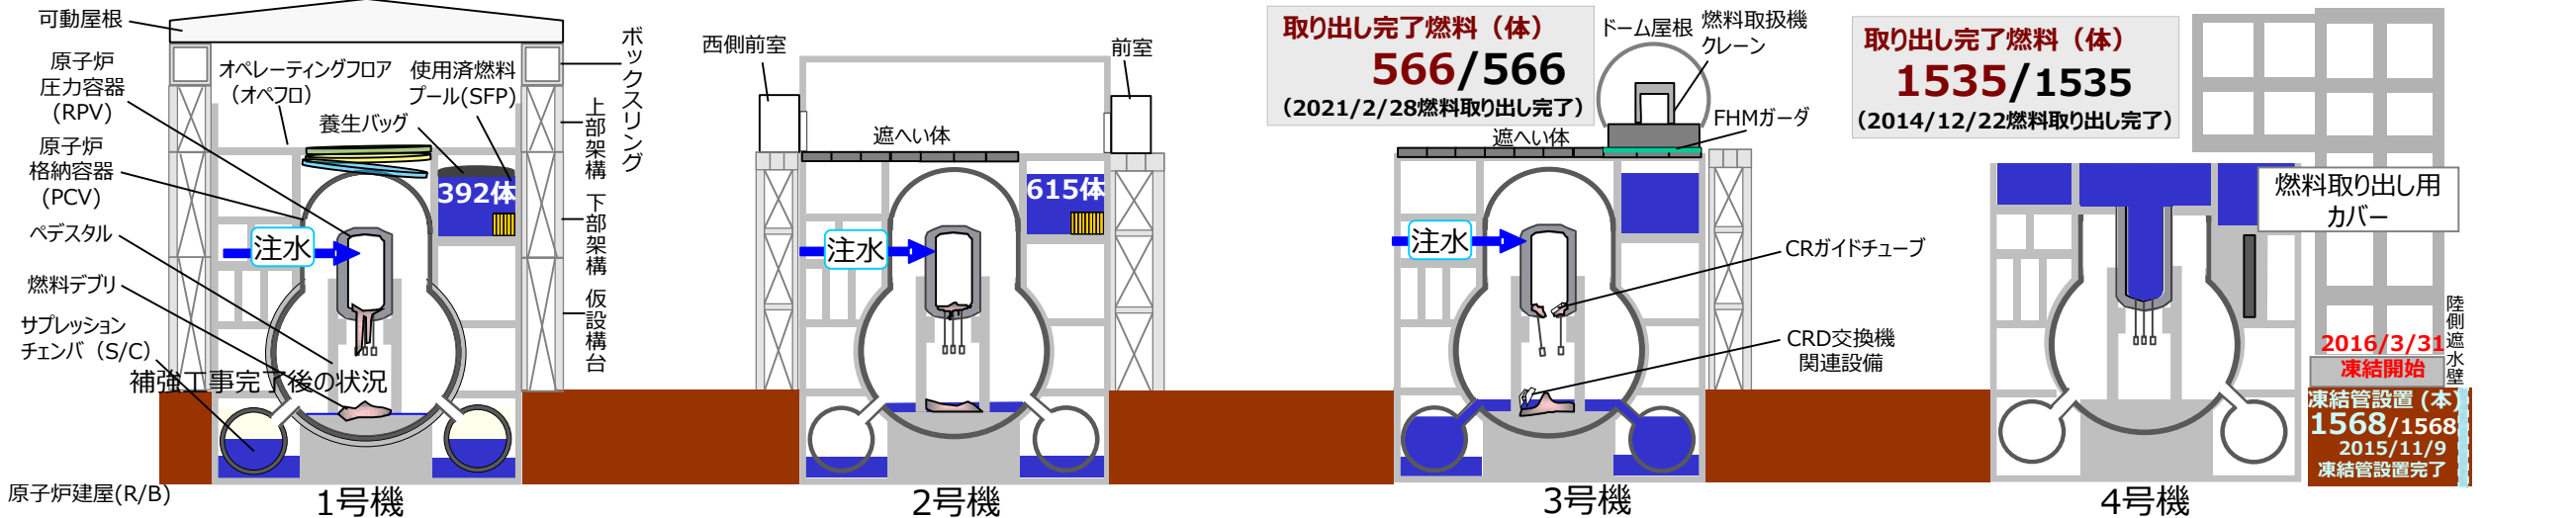 可動屋根
原子炉
圧力容器
(RPV)
原子炉
格納容器
(PCV)
ペデスタル
燃料デブリ
サプレッション
チェンバ（S/C）
原子炉建屋(R/B)
オペレーティングフロア
（オペフロ）
使用済燃料
プール(SFP)
養生バッグ
392体
注水
補強工事完了後の状況
ボックスリング
上部架構
下部架構
仮設構台
1号機
西側前室
前室
遮へい体
615体
注水
2号機
取り出し完了燃料（体）
566/566
（2021/2/28燃料取り出し完了）
ドーム屋根
燃料取扱機
クレーン
FHMガーダ
遮へい体
注水
CRガイドチューブ
CRD交換機
関連設備
3号機
取り出し完了燃料（体）
1535/1535
（2014/12/22燃料取り出し完了）
燃料取り出し用
カバー
陸側遮水壁
2016/3/31
凍結開始
凍結管設置 (本)
1568/1568
2015/11/9
凍結管設置完了
4号機